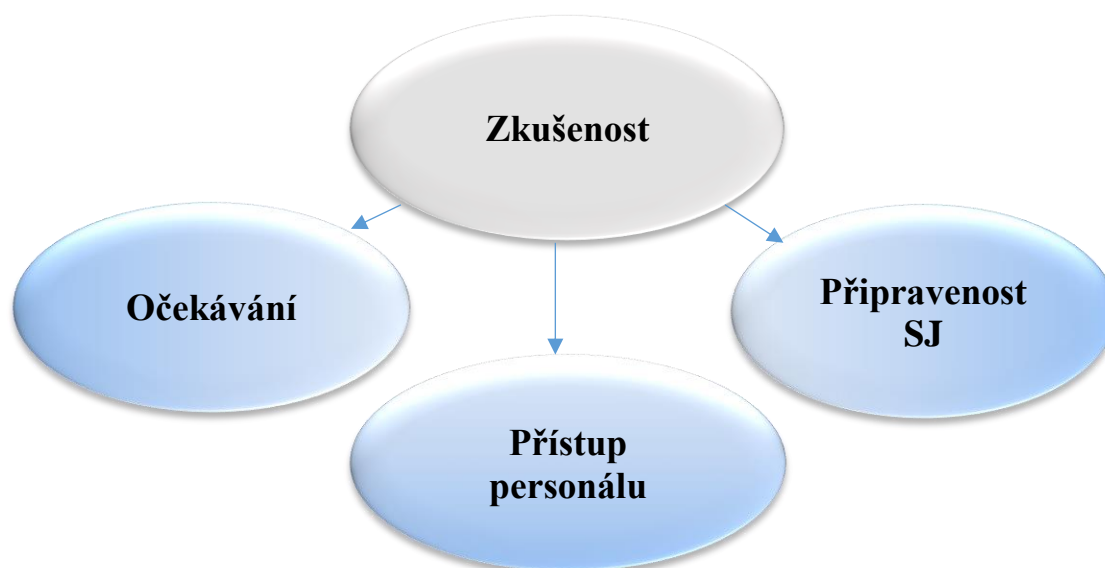 Zkušenost
Očekávání
Připravenost
SJ
Přístup
personálu